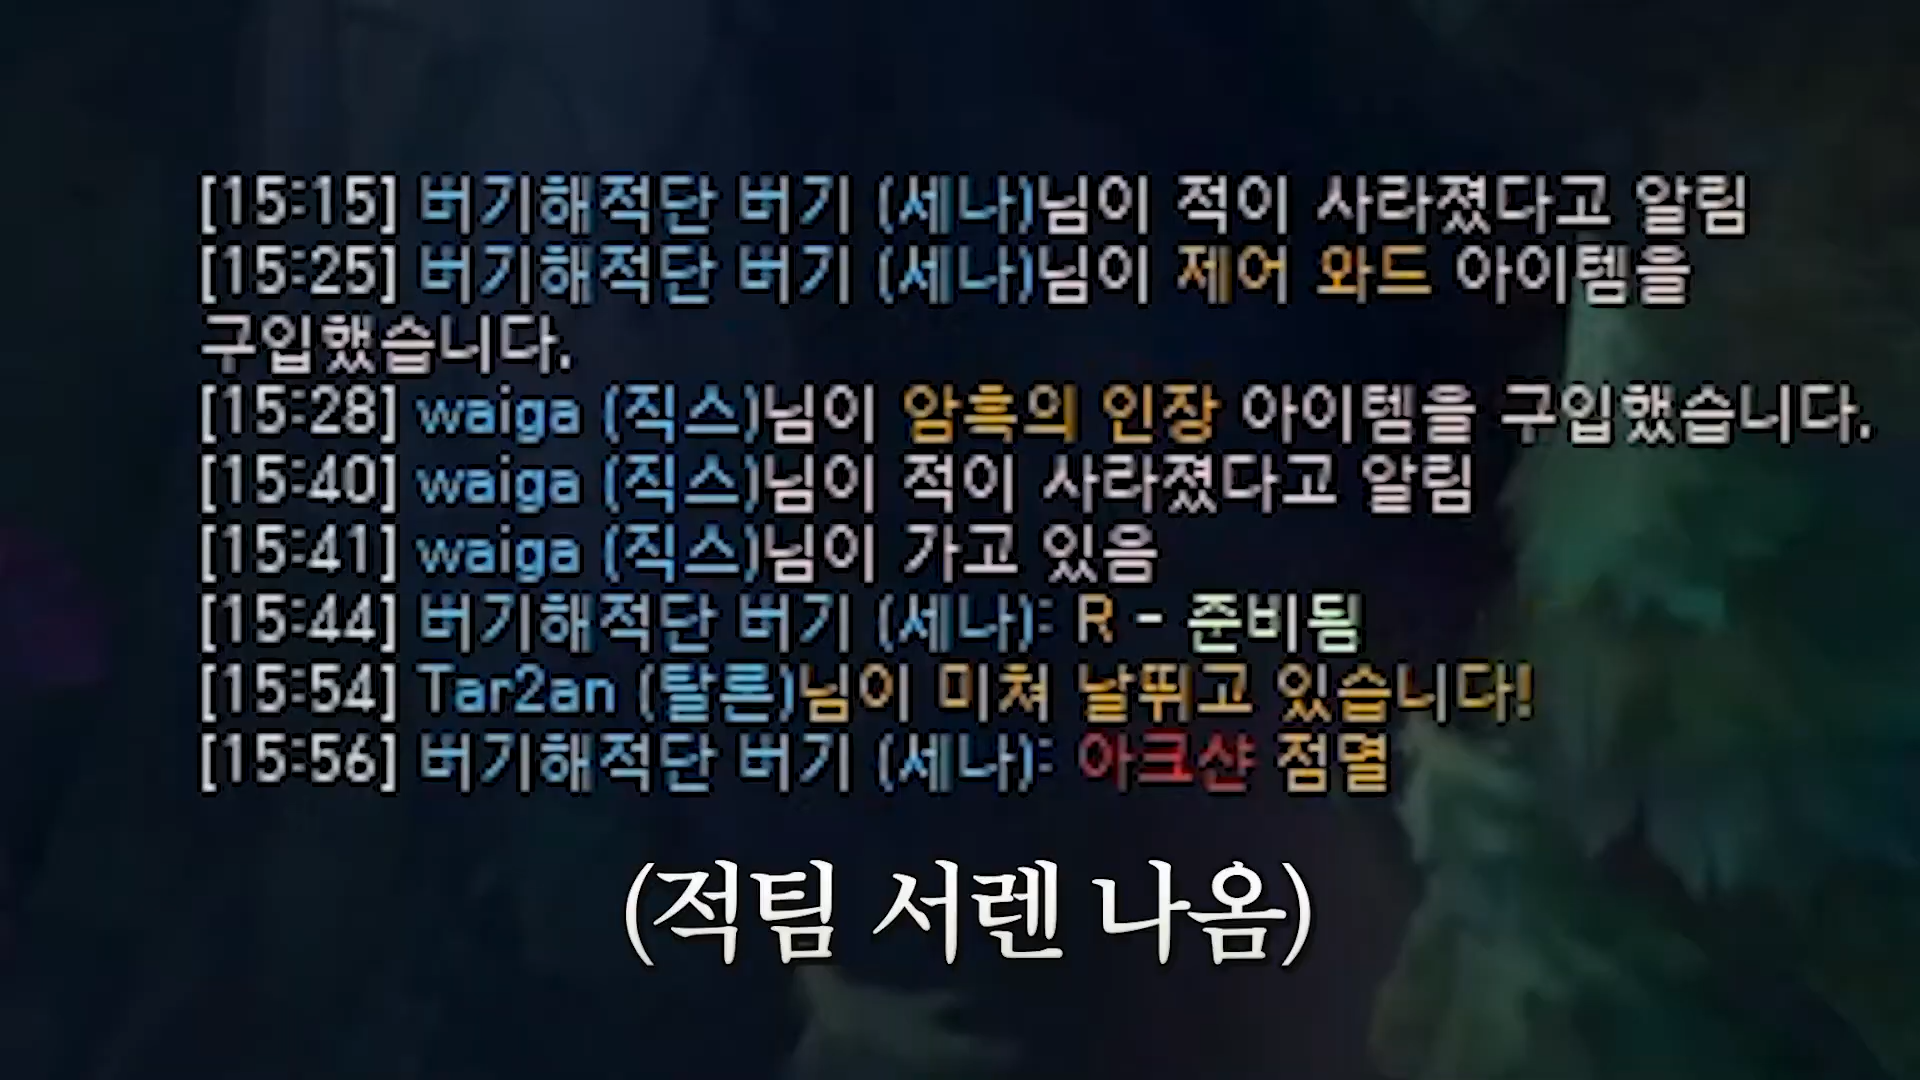 [15:15] 버기해적단 버기 (세나)님이 적이 사라졌다고 알림
[15:25] 버기해적단 버기 (세나)님이 제어 와드 아이템을
구입했습니다.
[15:28] waiga (직스)님이 암흑의 인장 아이템을 구입했습니다.
[15:40] waiga (직스)님이 적이 사라졌다고 알림
[15:41] waiga (직스)님이 가고 있음
[15:44] 버기해적단 버기 (세나): R - 준비됨
[15:54] Tar2an (탈론)님이 미쳐 날뛰고 있습니다!
[15:56] 버기해적단 버기 (세나): 아크샨 점멸
(적팀 서렌 나옴)